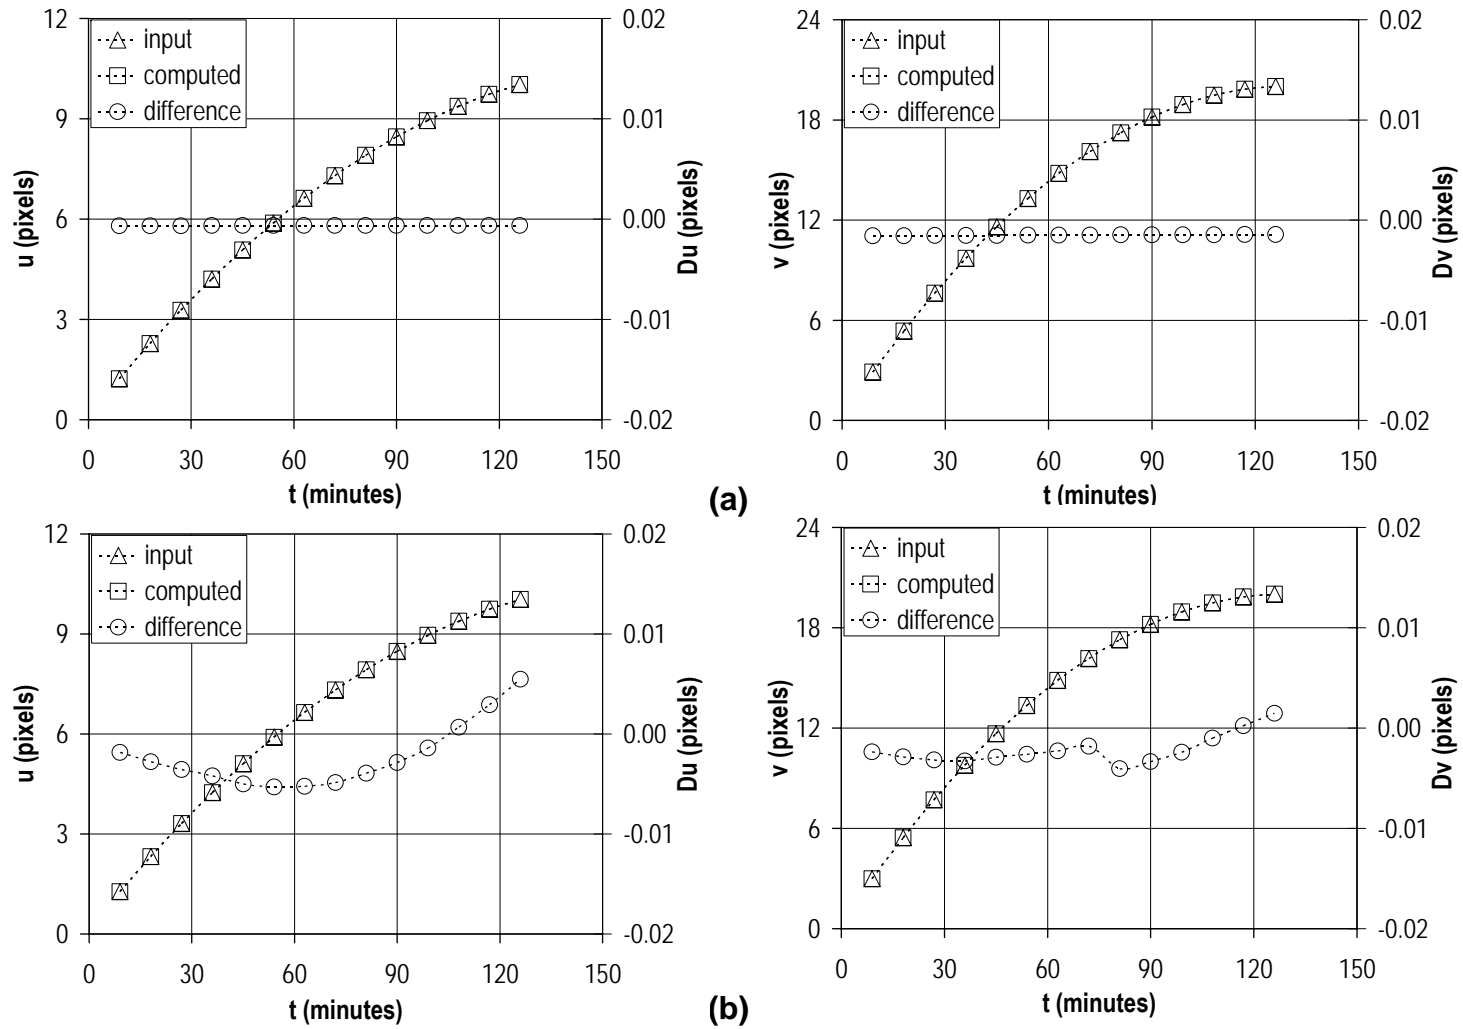 12
9
6
3
0
u (pixels)
input
computed
difference
0.02
0.01
0.00
-0.01
-0.02
Du (pixels)
0 30 60 90 120 150
t (minutes)
24
18
12
6
0
v (pixels)
input
computed
difference
0.02
0.01
0.00
-0.01
-0.02
Dv (pixels)
0 30 60 90 120 150
t (minutes)
(a)
12
9
6
3
0
u (pixels)
input
computed
difference
0.02
0.01
0.00
-0.01
-0.02
Du (pixels)
0 30 60 90 120 150
t (minutes)
24
18
12
6
0
v (pixels)
input
computed
difference
0.02
0.01
0.00
-0.01
-0.02
Dv (pixels)
0 30 60 90 120 150
t (minutes)
(b)